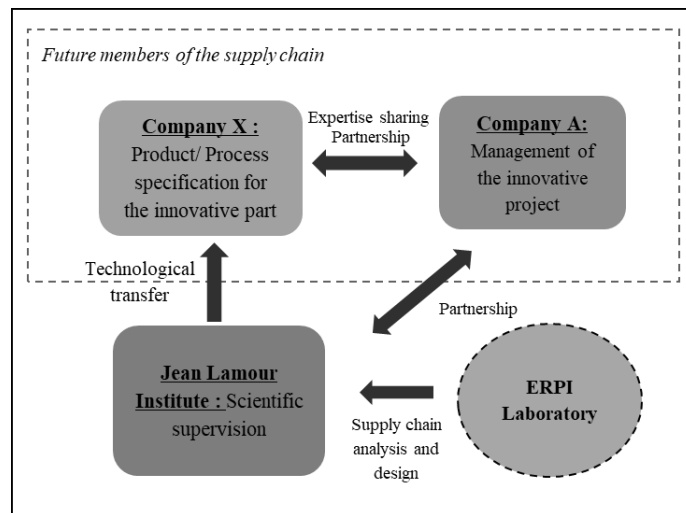 Future members of the supply chain
Company X :
Product/ Process
specification for
the innovative part
Expertise sharing
Partnership
Company A:
Management of
the innovative
project
Technological
transfer
Partnership
Jean Lamour
Institute : Scientific
supervision
ERPI
Laboratory
Supply chain
analysis and
design